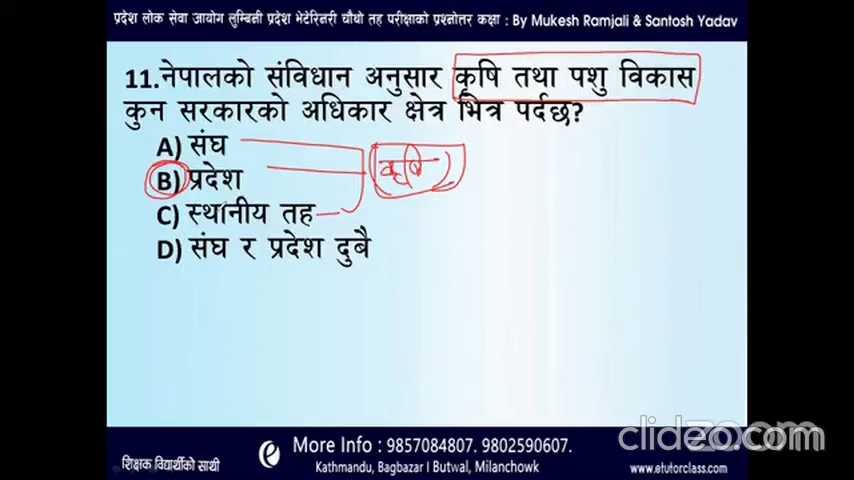 प्रदेश लोक सेवा आयोग लुम्बिनी प्रदेश भेटेरिनरी चौथो तह परीक्षाको प्रश्नोतर कक्षा : By Mukesh Ramjali & Santosh Yadav
11.नेपालको संविधान अनुसार कृषि तथा पशु विकास
कुन सरकारको अधिकार क्षेत्र भित्र पर्दछ?
A) संघ
B) प्रदेश
कृषि
C) स्थानीय तह
D) संघ र प्रदेश दुबै
clideo.com
शिक्षक विद्यार्थीको साथी
e
More Info : 9857084807. 9802590607.
Kathmandu, Bagbazar I Butwal, Milanchowk
www.etutorclass.com